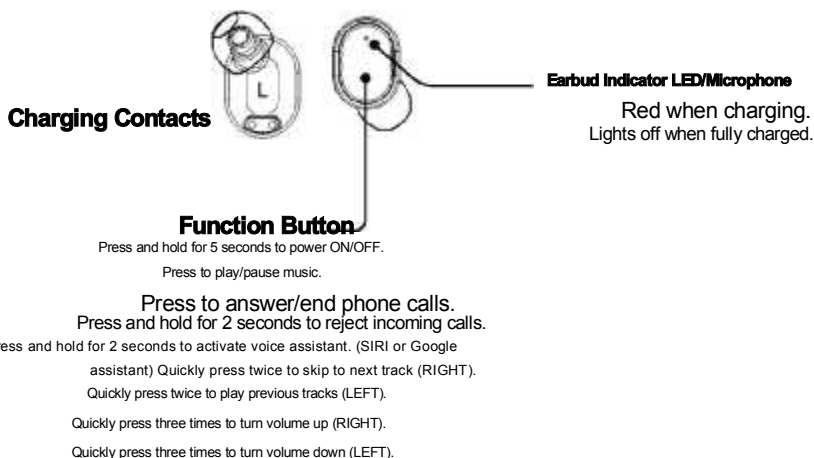 L
Earbud Indicator LED/Microphone
Red when charging.
Lights off when fully charged.
Charging Contacts
Function Button
Press and hold for 5 seconds to power ON/OFF.
Press to play/pause music.
Press to answer/end phone calls.
Press and hold for 2 seconds to reject incoming calls.
ress and hold for 2 seconds to activate voice assistant. (SIRI or Google
assistant) Quickly press twice to skip to next track (RIGHT).
Quickly press twice to play previous tracks (LEFT).
Quickly press three times to turn volume up (RIGHT).
Quickly press three times to turn volume down (LEFT).